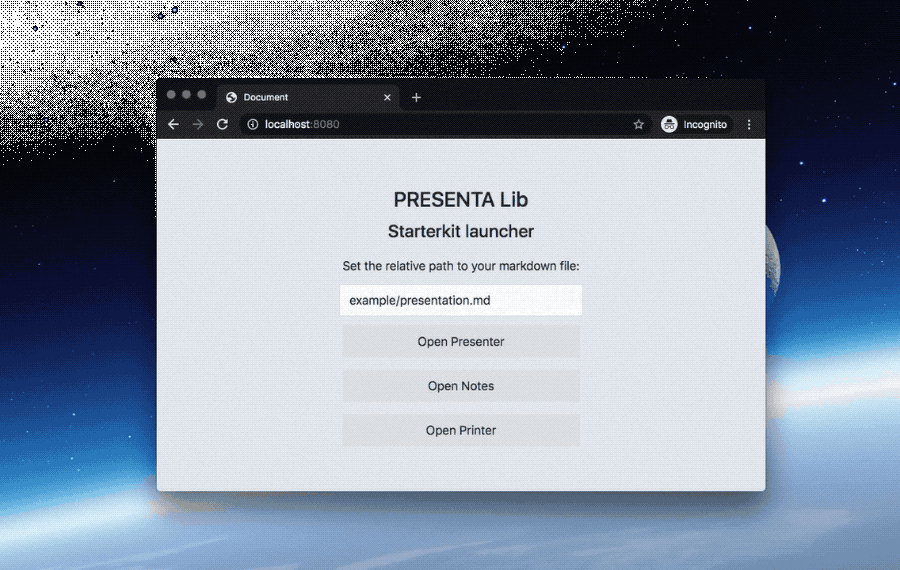 Document
localhost:8080
Incognito
PRESENTA Lib
Starterkit launcher
Set the relative path to your markdown file:
example/presentation.md
Open Presenter
Open Notes
Open Printer